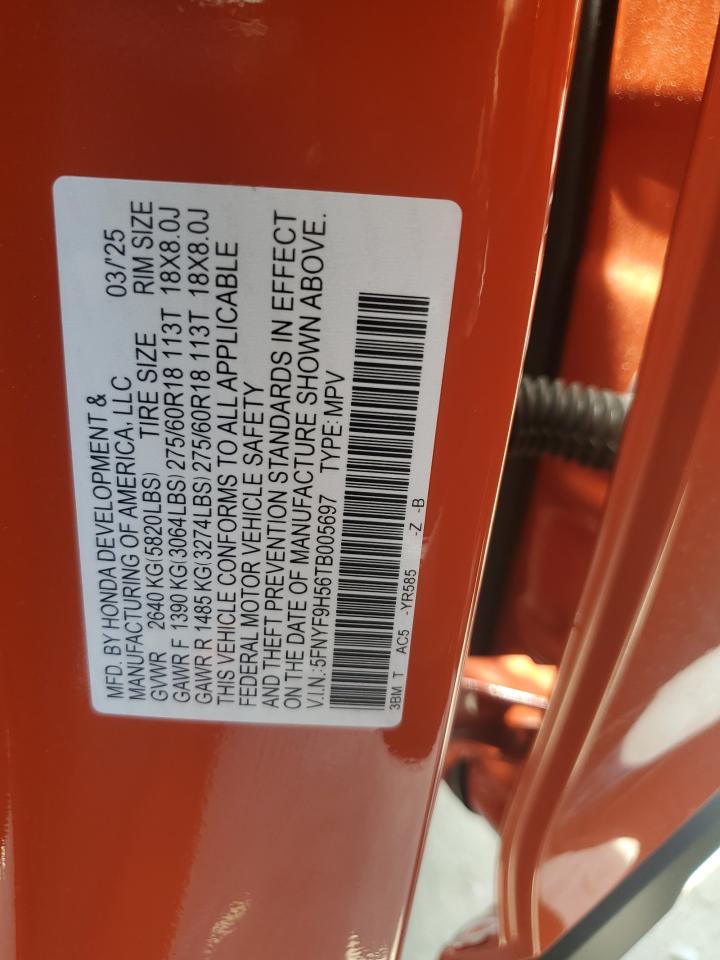 MFD. BY HONDA DEVELOPMENT &
MANUFACTURING OF AMERICA, LLC 03/'25
GVWR 2640 KG(5820LBS) TIRE SIZE RIM SIZE
GAWR F 1390 KG(3064LBS) 275/60R18 113T 18X8.0J
GAWR R 1485 KG(3274LBS) 275/60R18 113T 18X8.0J
THIS VEHICLE CONFORMS TO ALL APPLICABLE
FEDERAL MOTOR VEHICLE SAFETY
AND THEFT PREVENTION STANDARDS IN EFFECT
ON THE DATE OF MANUFACTURE SHOWN ABOVE.
V.I.N.:5FNYF9H56TB005697 TYPE:MPV
3BM T AC5 -YR585 -Z -B